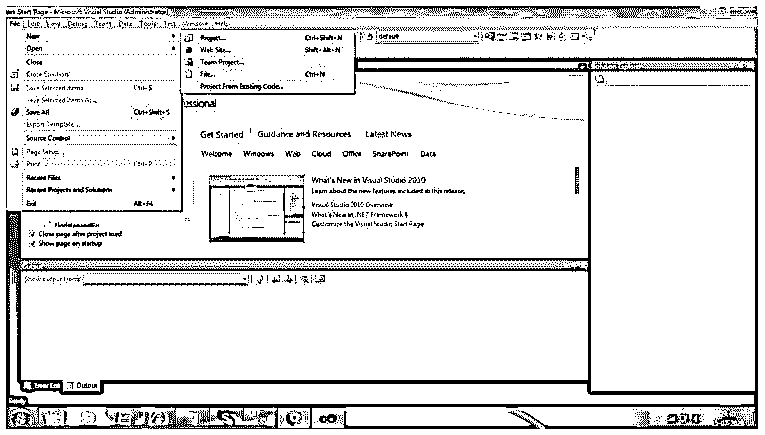 Start Page - Microsoft Visual Studio (Administrator)
File Edit View Debug Team Data Tools Test Window Help
New
Open
Close
Close Solution
Save Selected Items Ctrl+S
Save Selected Items As...
Save All Ctrl+Shift+S
Export Template...
Source Control
Page Setup...
Print... Ctrl+P
Recent Files
Recent Projects and Solutions
Exit Alt+F4
Project... Ctrl+Shift+N
Web Site... Shift+Alt+N
Team Project...
File... Ctrl+N
Project From Existing Code...
default
essional
Get Started Guidance and Resources Latest News
Welcome Windows Web Cloud Office SharePoint Data
What's New in Visual Studio 2010
Learn about the new features included in this release.
Visual Studio 2010 Overview
What's New in .NET Framework 4
Customize the Visual Studio Start Page
Close page after project load
Show page on startup
Show output from:
Error List Output